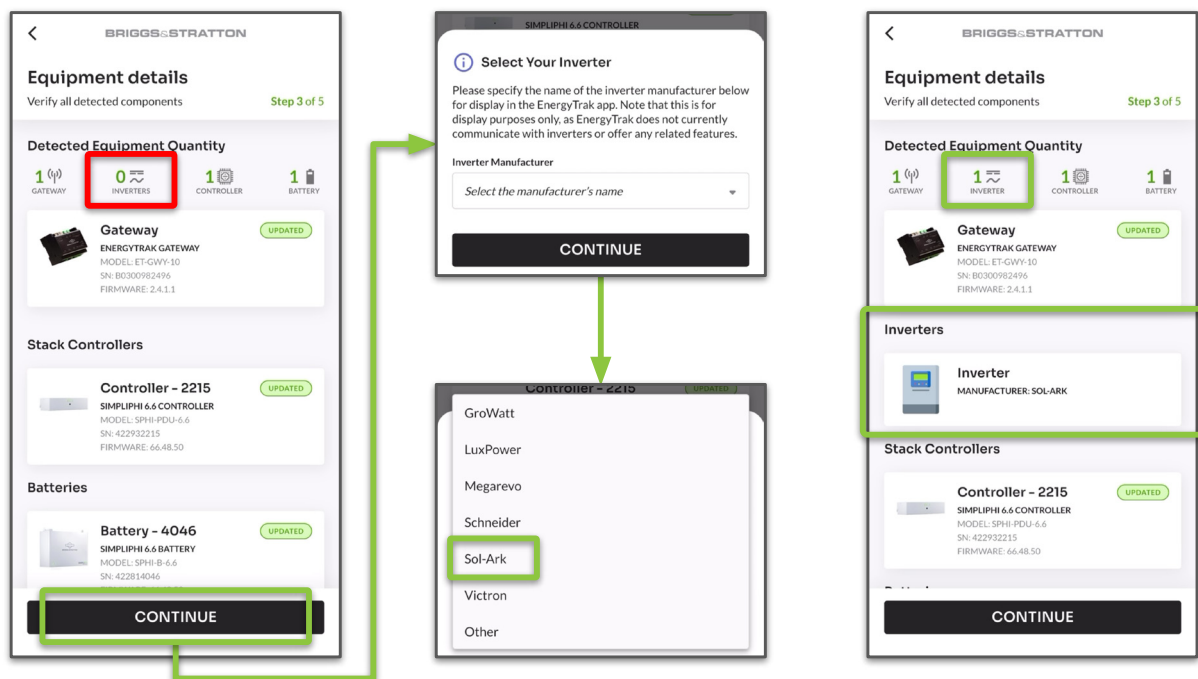 BRIGGS&STRATTON
Equipment details
Verify all detected components Step 3 of 5
Detected Equipment Quantity
1 0 1 1
GATEWAY INVERTERS CONTROLLER BATTERY
Gateway UPDATED
ENERGYTRAK GATEWAY
MODEL: ET-GWY-10
SN: B0300982496
FIRMWARE: 2.4.1.1
Stack Controllers
Controller - 2215 UPDATED
SIMPLIPHI 6.6 CONTROLLER
MODEL: SPHI-PDU-6.6
SN: 422932215
FIRMWARE: 66.48.50
Batteries
Battery - 4046 UPDATED
SIMPLIPHI 6.6 BATTERY
MODEL: SPHI-B-6.6
SN: 422814046
CONTINUE
SIMPLIPHI 6.6 CONTROLLER
Select Your Inverter
Please specify the name of the inverter manufacturer below
for display in the EnergyTrak app. Note that this is for
display purposes only, as EnergyTrak does not currently
communicate with inverters or offer any related features.
Inverter Manufacturer
Select the manufacturer's name
CONTINUE
Controller - 2215 UPDATED
GroWatt
LuxPower
Megarevo
Schneider
Sol-Ark
Victron
Other
BRIGGS&STRATTON
Equipment details
Verify all detected components Step 3 of 5
Detected Equipment Quantity
1 1 1 1
GATEWAY INVERTER CONTROLLER BATTERY
Gateway UPDATED
ENERGYTRAK GATEWAY
MODEL: ET-GWY-10
SN: B0300982496
FIRMWARE: 2.4.1.1
Inverters
Inverter
MANUFACTURER: SOL-ARK
Stack Controllers
Controller - 2215 UPDATED
SIMPLIPHI 6.6 CONTROLLER
MODEL: SPHI-PDU-6.6
SN: 422932215
FIRMWARE: 66.48.50
CONTINUE